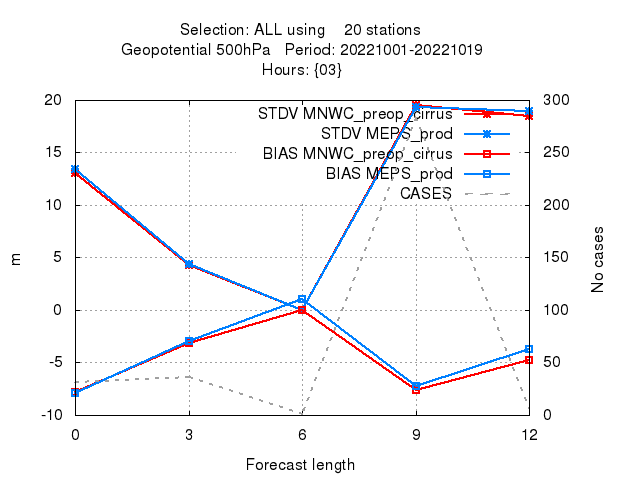 Selection: ALL using 20 stations
Geopotential 500hPa Period: 20221001-20221019
Hours: {03}
20 300
STDV MNWC_preop_cirrus
STDV MEPS_prod
15 250
BIAS MNWC_preop_cirrus
BIAS MEPS_prod
CASES
10 200
5 150
m
No cases
0 100
-5 50
-10 0
0 3 6 9 12
Forecast length